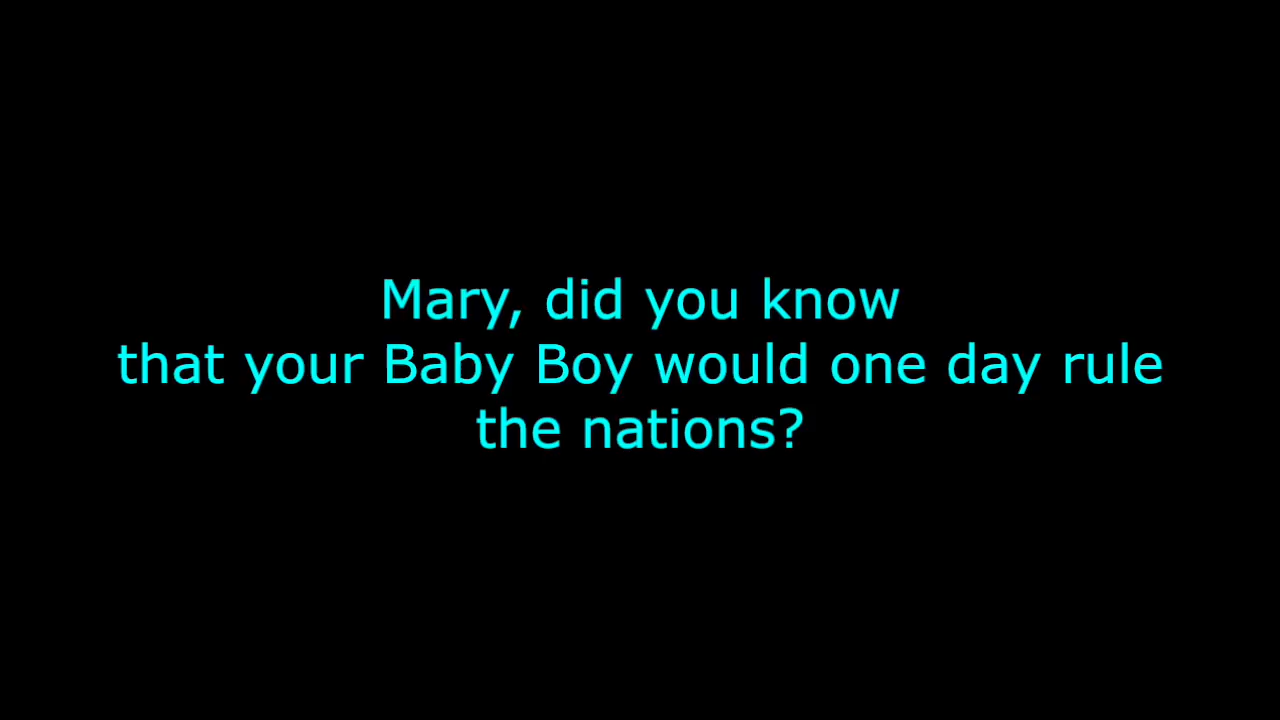 Mary, did you know
that your Baby Boy would one day rule
the nations?